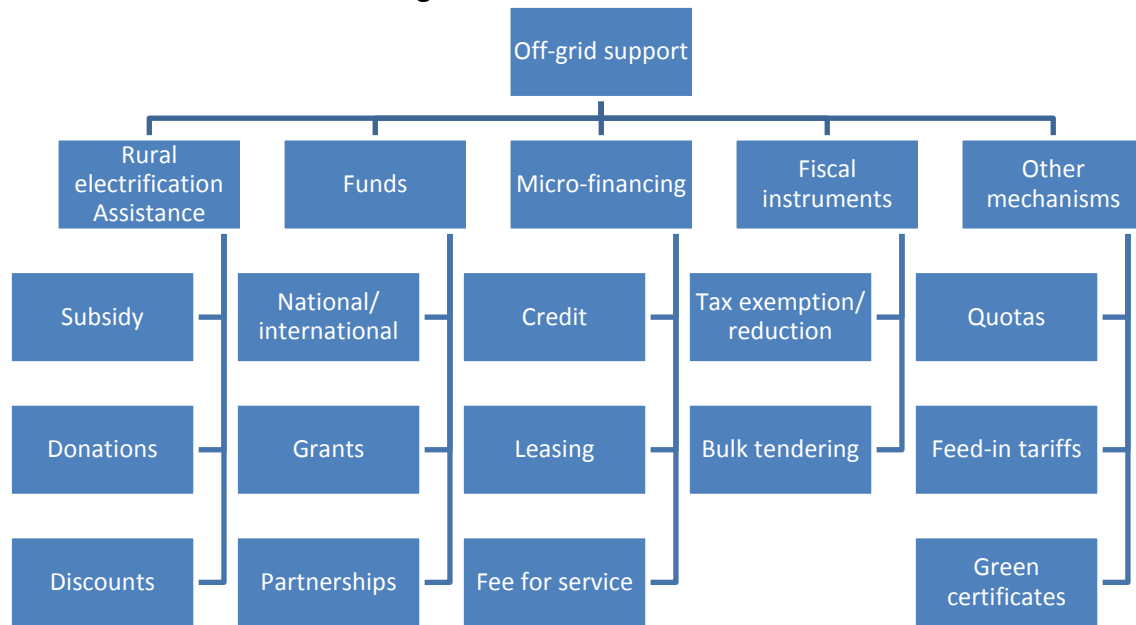 Off-grid support
Rural
electrification
Assistance
Funds
Micro-financing
Fiscal
instruments
Other
mechanisms
Subsidy
National/
international
Credit
Tax exemption/
reduction
Quotas
Donations
Grants
Leasing
Bulk tendering
Feed-in tariffs
Discounts
Partnerships
Fee for service
Green
certificates